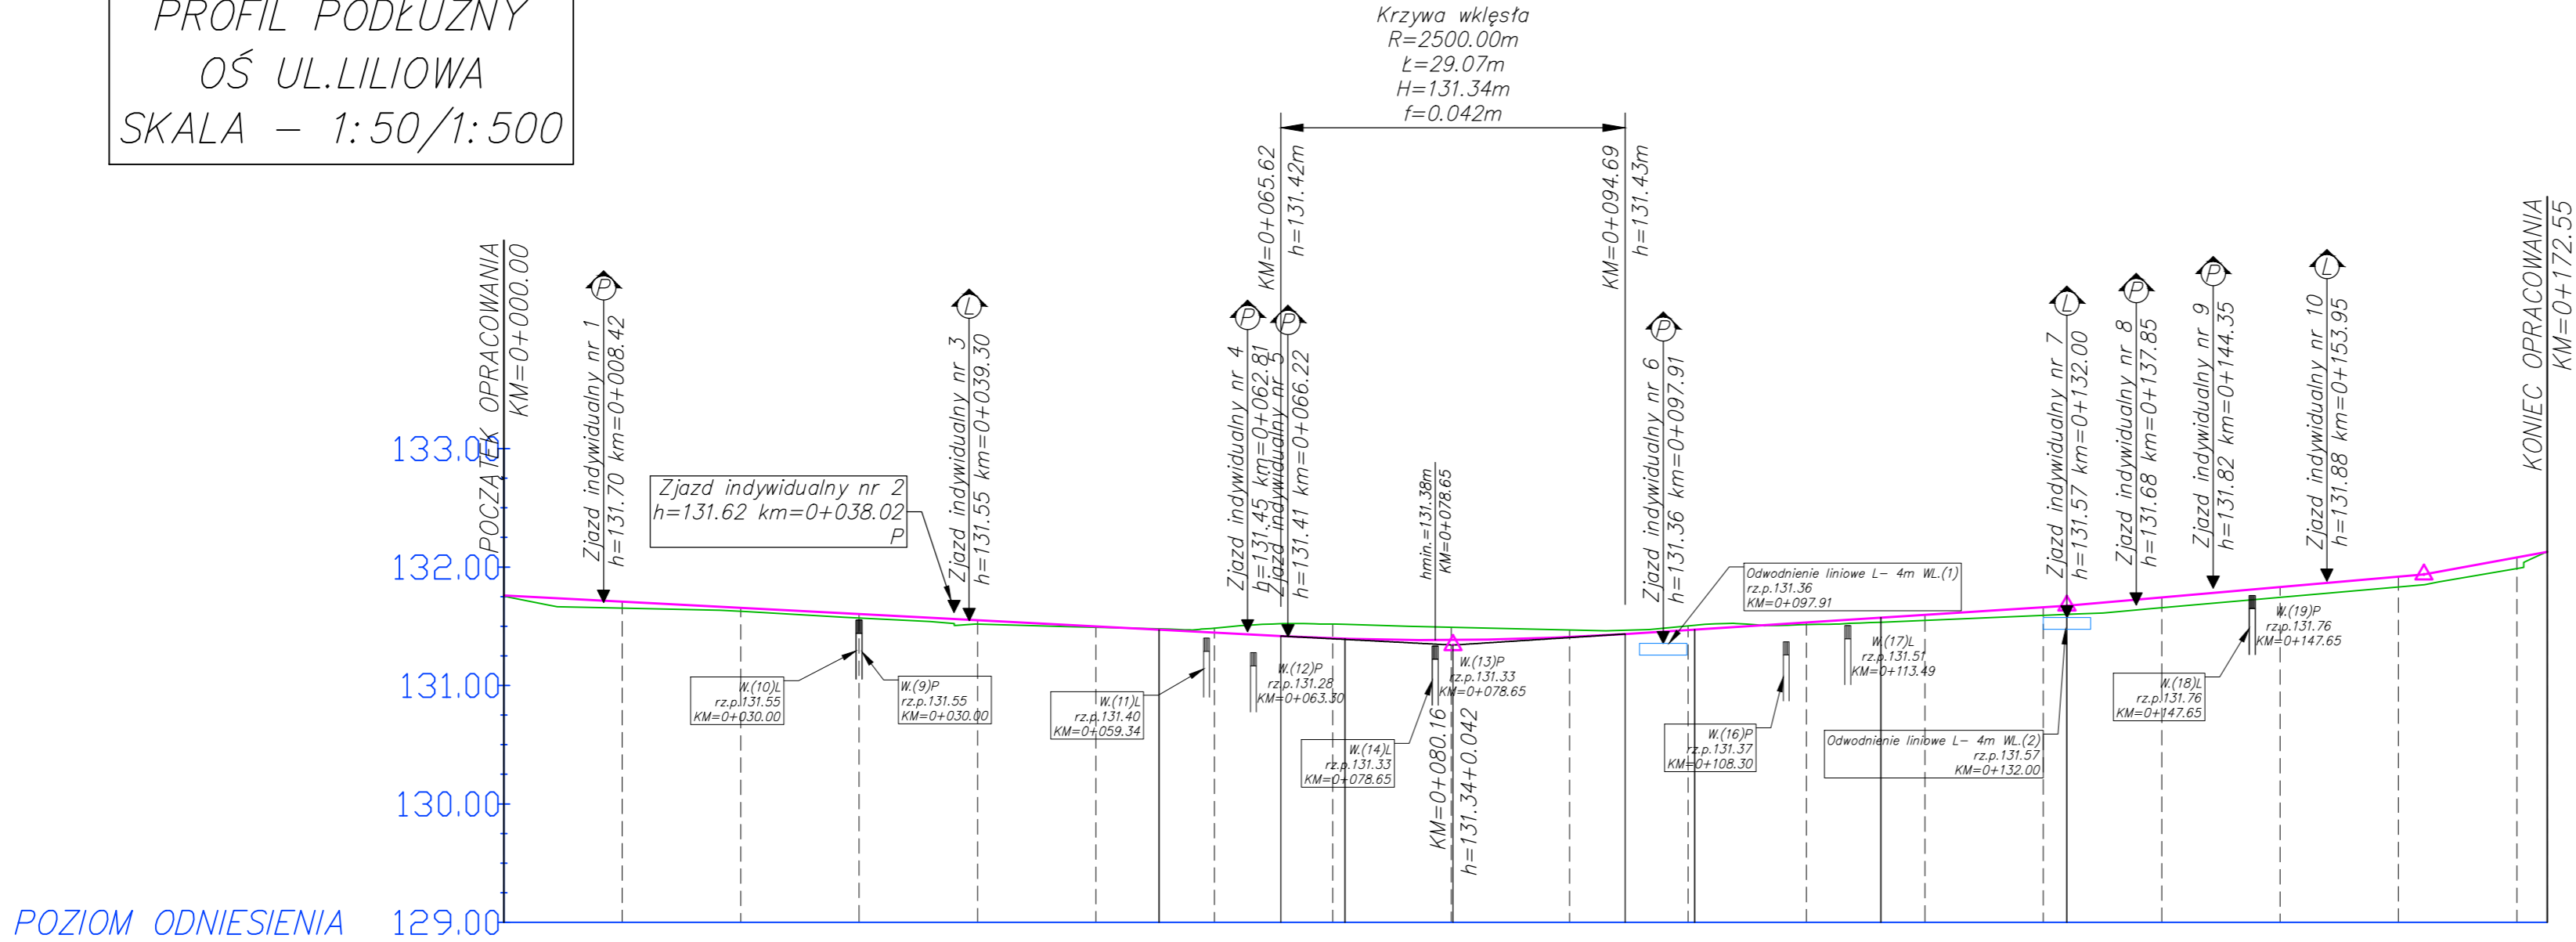 PROFIL PODŁUŻNY
OŚ UL.LILIOWA
SKALA - 1:50/1:500
Krzywa wklęsła
R=2500.00m
Ł=29.07m
H=131.34m
f=0.042m
KM=0+065.62
h=131.42m
KM=0+094.69
h=131.43m
POCZĄTEK OPRACOWANIA
KM=0+000.00
Zjazd indywidualny nr 1
h=131.70 km=0+008.42
P
Zjazd indywidualny nr 2
h=131.62 km=0+038.02
P
L
Zjazd indywidualny nr 3
h=131.55 km=0+039.30
P
Zjazd indywidualny nr 4
h=131.45 km=0+062.81
P
Zjazd indywidualny nr 5
h=131.41 km=0+066.22
hmin.=131.38m
KM=0+078.65
P
Zjazd indywidualny nr 6
h=131.36 km=0+097.91
L
Zjazd indywidualny nr 7
h=131.57 km=0+132.00
P
Zjazd indywidualny nr 8
h=131.68 km=0+137.85
P
Zjazd indywidualny nr 9
h=131.82 km=0+144.35
L
Zjazd indywidualny nr 10
h=131.88 km=0+153.95
KONIEC OPRACOWANIA
KM=0+172.55
133.00
132.00
131.00
130.00
POZIOM ODNIESIENIA 129.00
W.(10)L
rz.p.131.55
KM=0+030.00
W.(9)P
rz.p.131.55
KM=0+030.00
W.(11)L
rz.p.131.40
KM=0+059.34
W.(12)P
rz.p.131.28
KM=0+063.30
W.(14)L
rz.p.131.33
KM=0+078.65
W.(13)P
rz.p.131.33
KM=0+078.65
KM=0+080.16
h=131.34+0.042
Odwodnienie liniowe L- 4m WL.(1)
rz.p.131.36
KM=0+097.91
W.(16)P
rz.p.131.37
KM=0+108.30
W.(17)L
rz.p.131.51
KM=0+113.49
Odwodnienie liniowe L- 4m WL.(2)
rz.p.131.57
KM=0+132.00
W.(18)L
rz.p.131.76
KM=0+147.65
W.(19)P
rz.p.131.76
KM=0+147.65